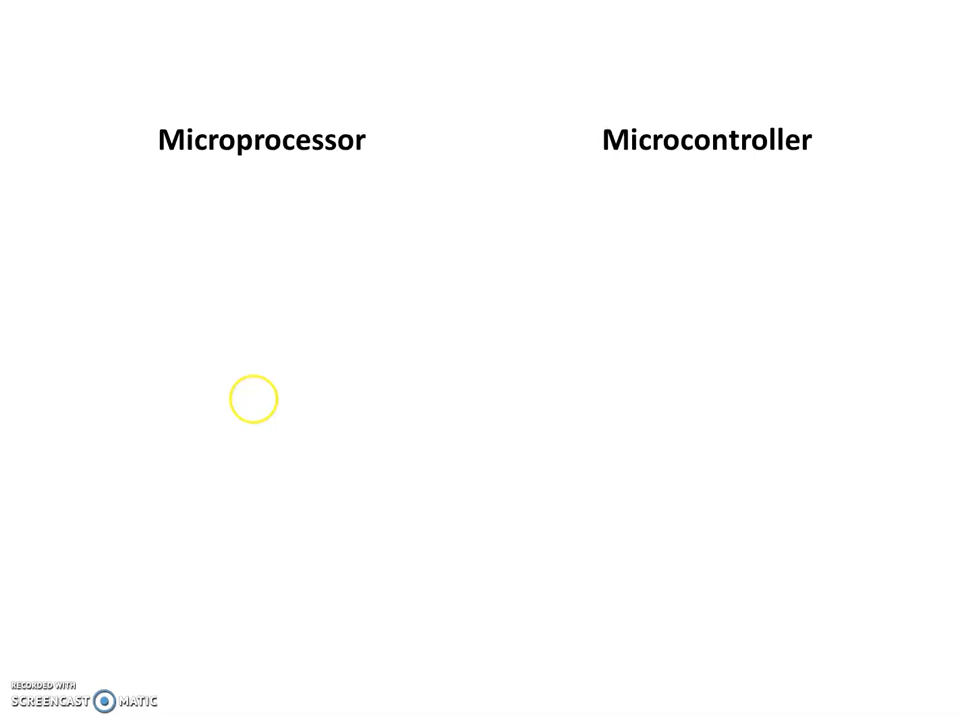 Microprocessor Microcontroller
RECORDED WITH
SCREENCAST MATIC